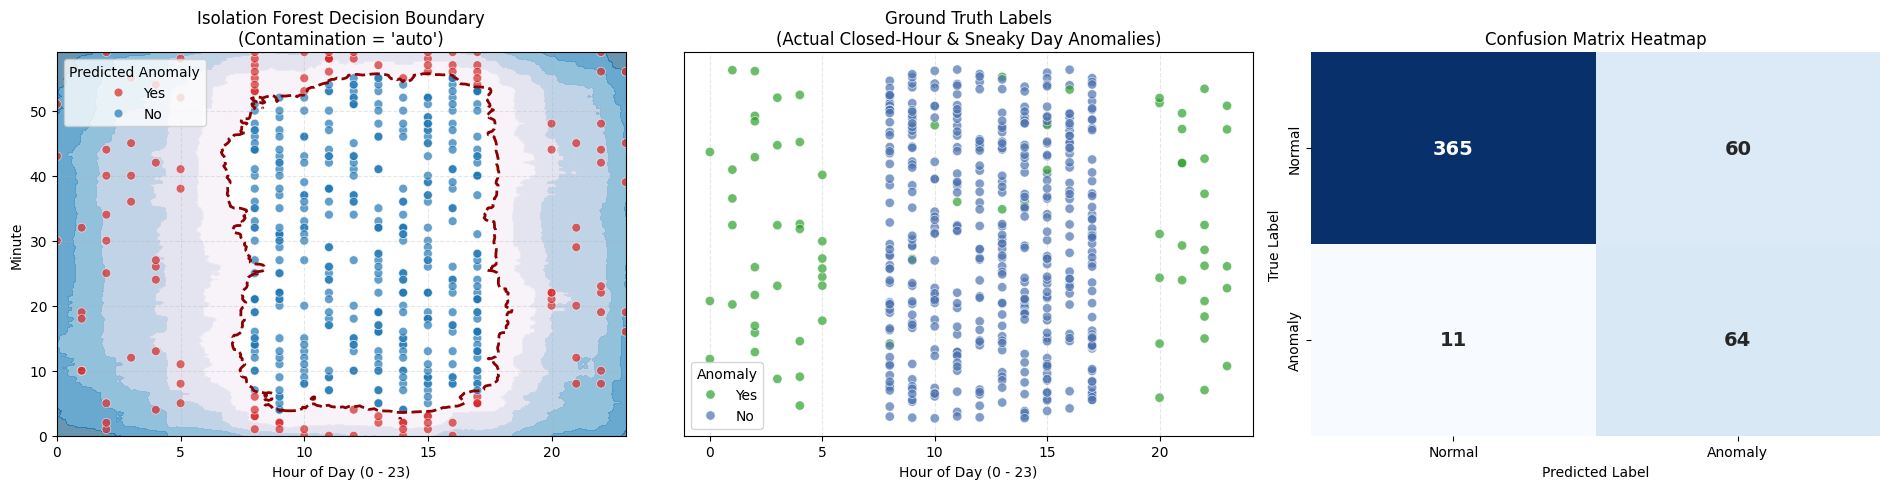 Isolation Forest Decision Boundary
(Contamination = 'auto')
Predicted Anomaly
Yes
No
Minute
50
40
30
20
10
0
0
5
10
15
20
Hour of Day (0 - 23)
Ground Truth Labels
(Actual Closed-Hour & Sneaky Day Anomalies)
Anomaly
Yes
No
0
5
10
15
20
Hour of Day (0 - 23)
Confusion Matrix Heatmap
True Label
Normal
365
60
Anomaly
11
64
Normal
Anomaly
Predicted Label